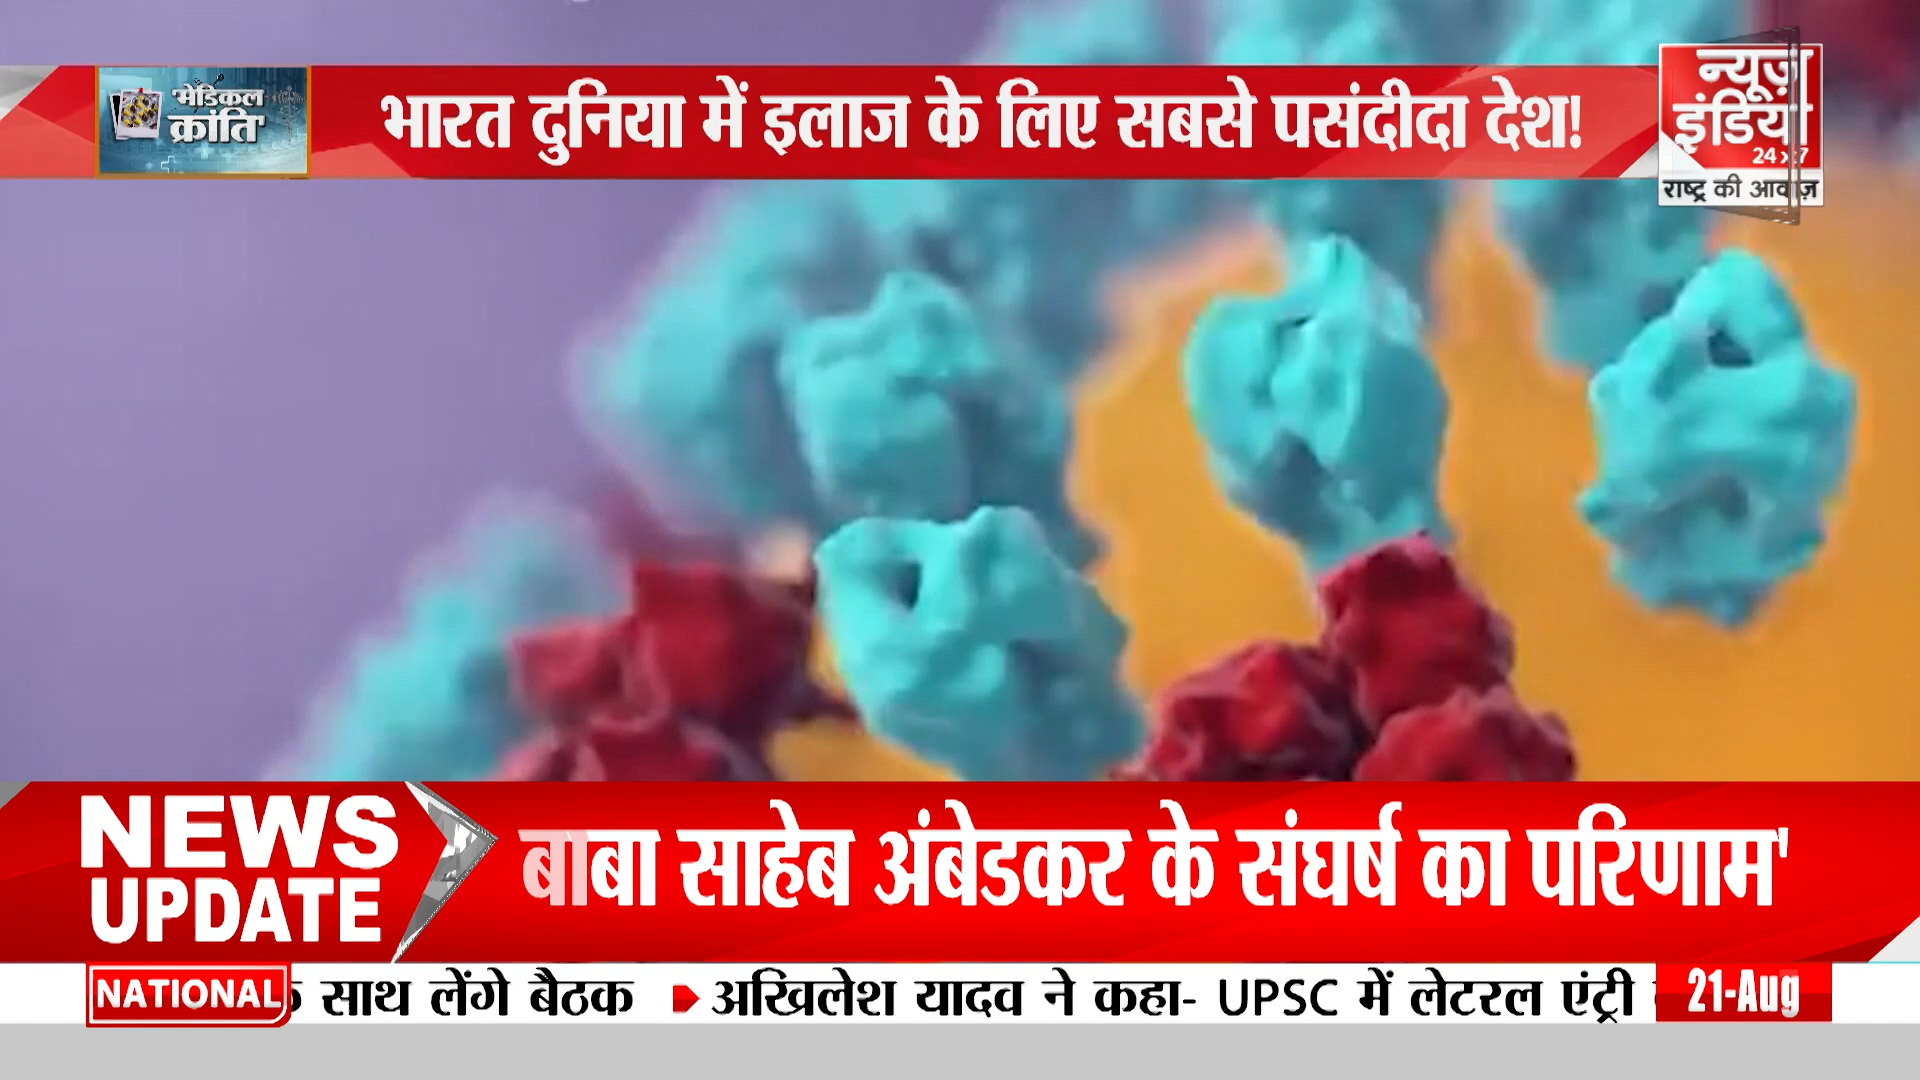 'मेडिकल
क्रांति'
भारत दुनिया में इलाज के लिए सबसे पसंदीदा देश!
न्यूज़
इंडिया
24x7
राष्ट्र की आवाज़
NEWS
UPDATE
बाबा साहेब अंबेडकर के संघर्ष का परिणाम'
NATIONAL
साथ लेंगे बैठक
अखिलेश यादव ने कहा- UPSC में लेटरल एंट्री
21-Aug